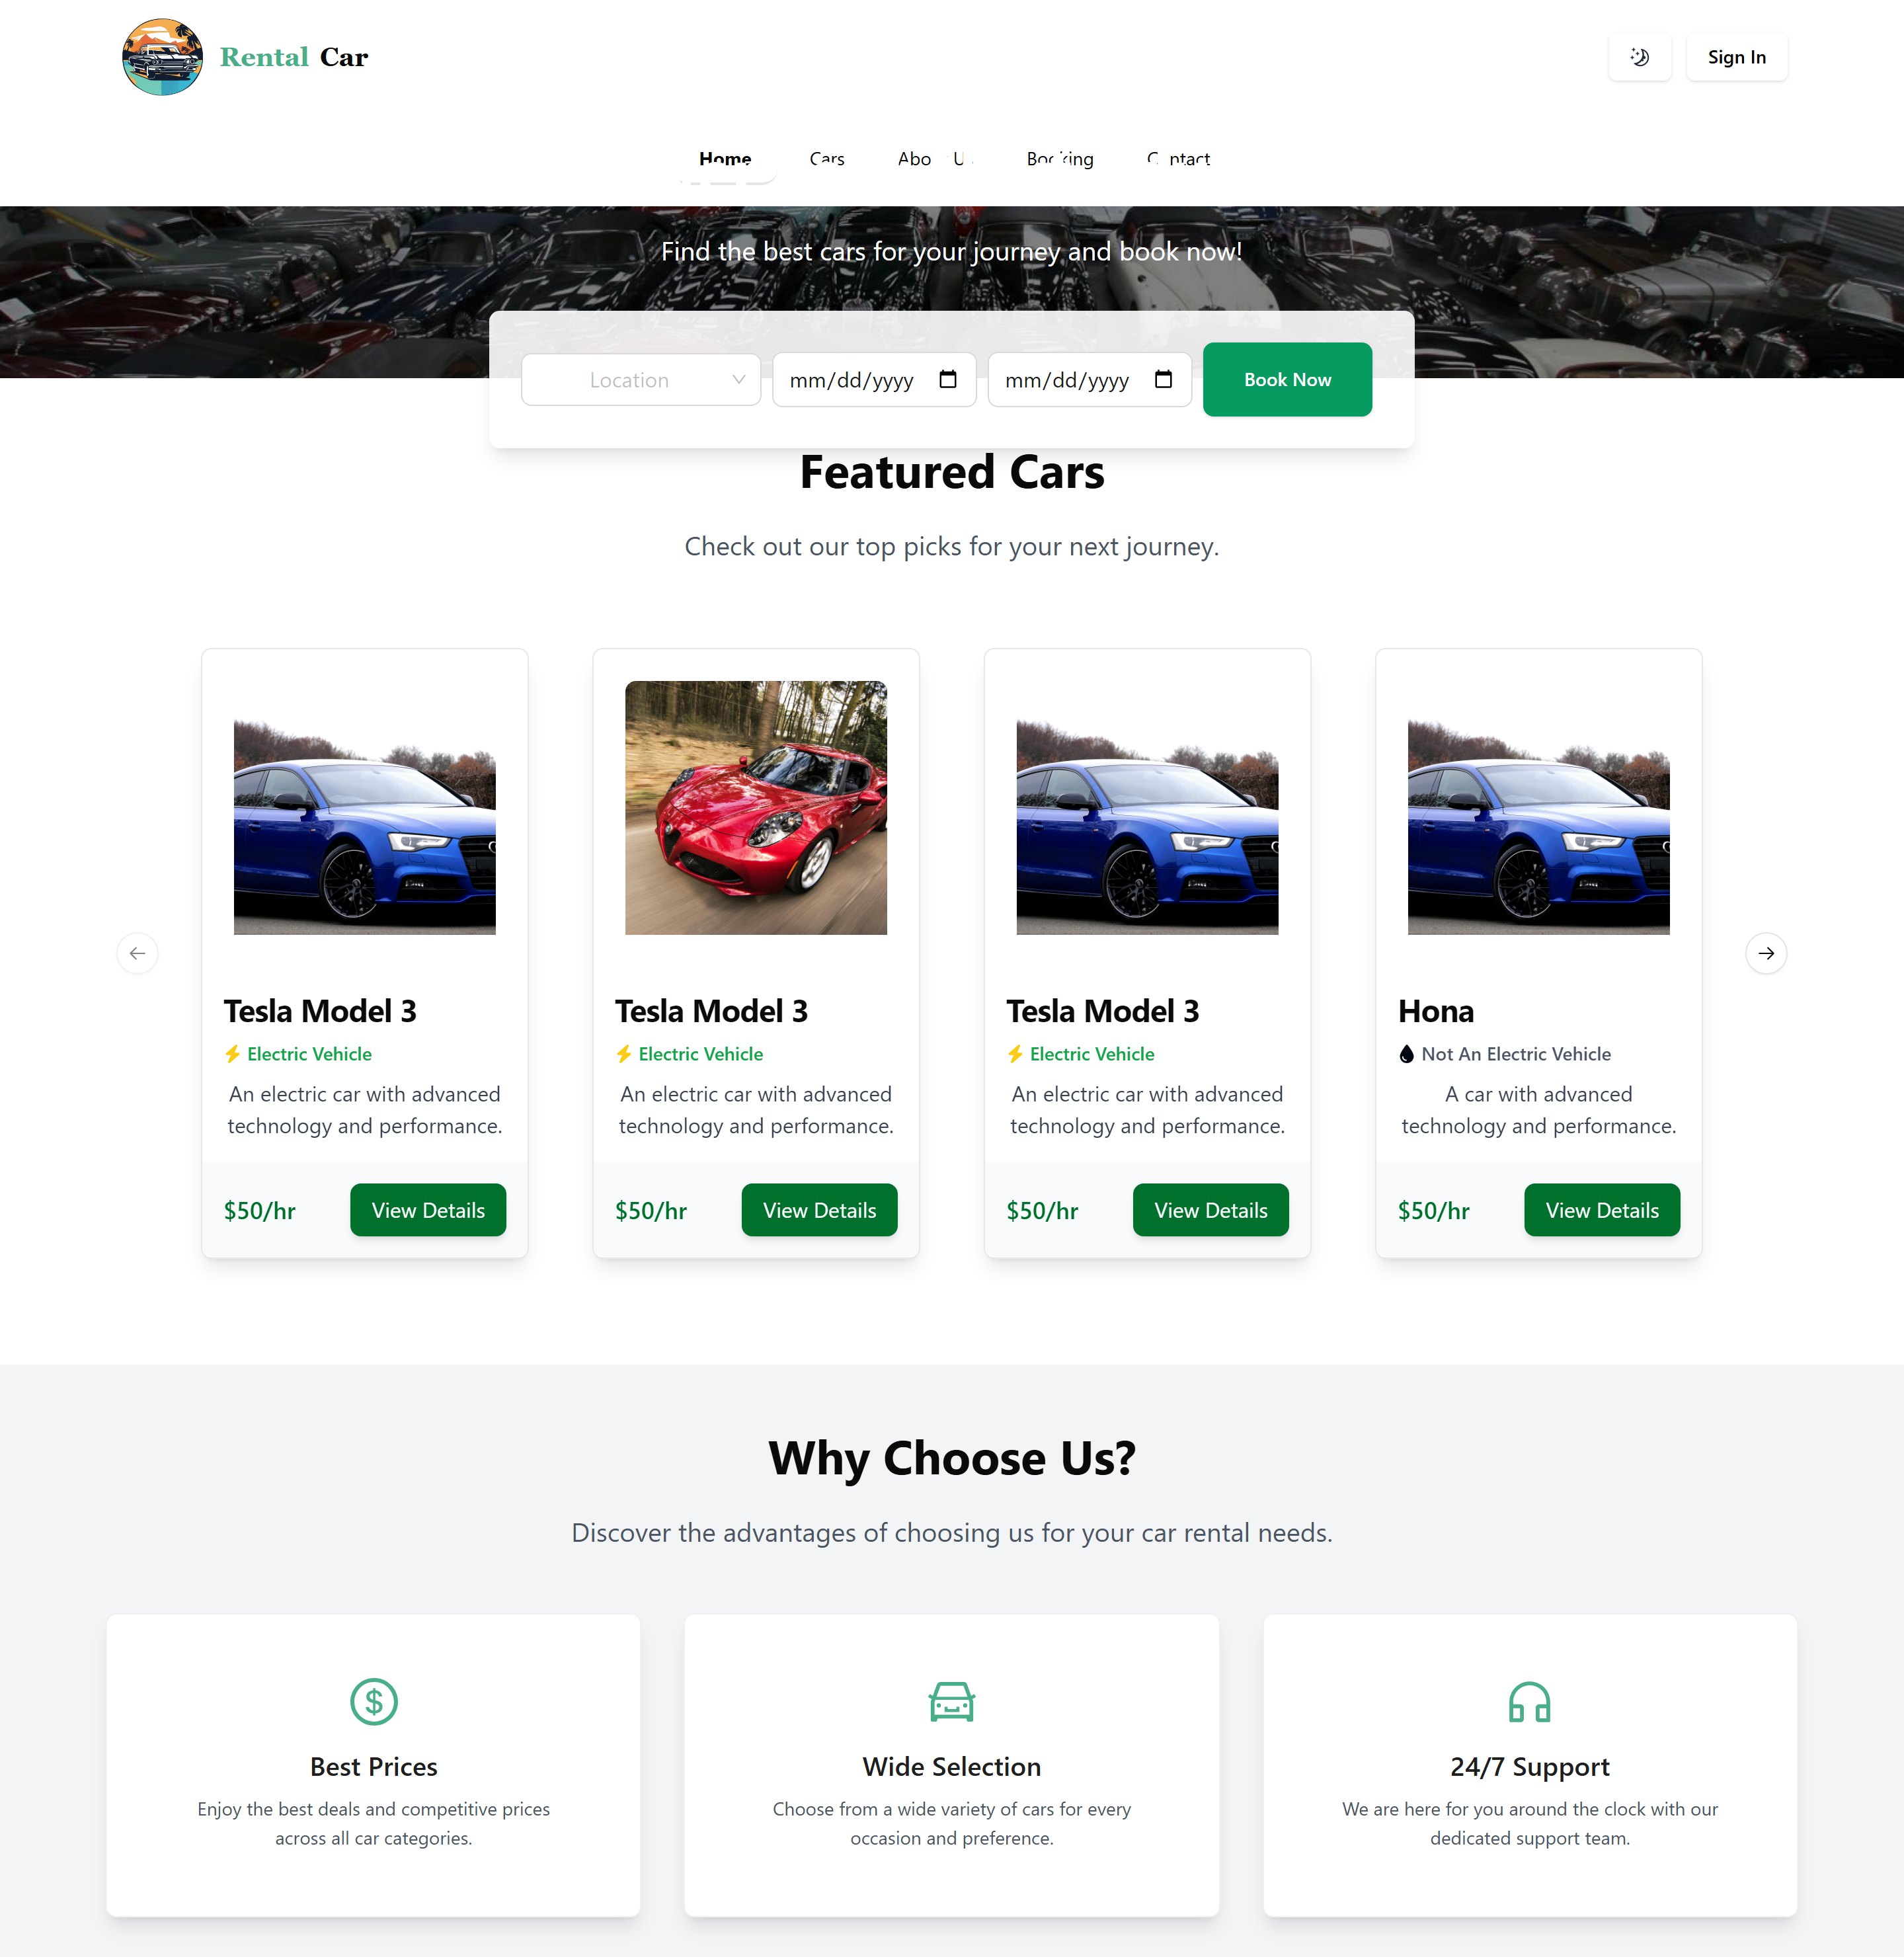 Rental Car
Sign In
Home Cars About Us Booking Contact
Find the best cars for your journey and book now!
Location mm/dd/yyyy mm/dd/yyyy Book Now
Featured Cars
Check out our top picks for your next journey.
Tesla Model 3
Electric Vehicle
An electric car with advanced
technology and performance.
$50/hr View Details
Tesla Model 3
Electric Vehicle
An electric car with advanced
technology and performance.
$50/hr View Details
Tesla Model 3
Electric Vehicle
An electric car with advanced
technology and performance.
$50/hr View Details
Hona
Not An Electric Vehicle
A car with advanced
technology and performance.
$50/hr View Details
Why Choose Us?
Discover the advantages of choosing us for your car rental needs.
Best Prices
Enjoy the best deals and competitive prices
across all car categories.
Wide Selection
Choose from a wide variety of cars for every
occasion and preference.
24/7 Support
We are here for you around the clock with our
dedicated support team.